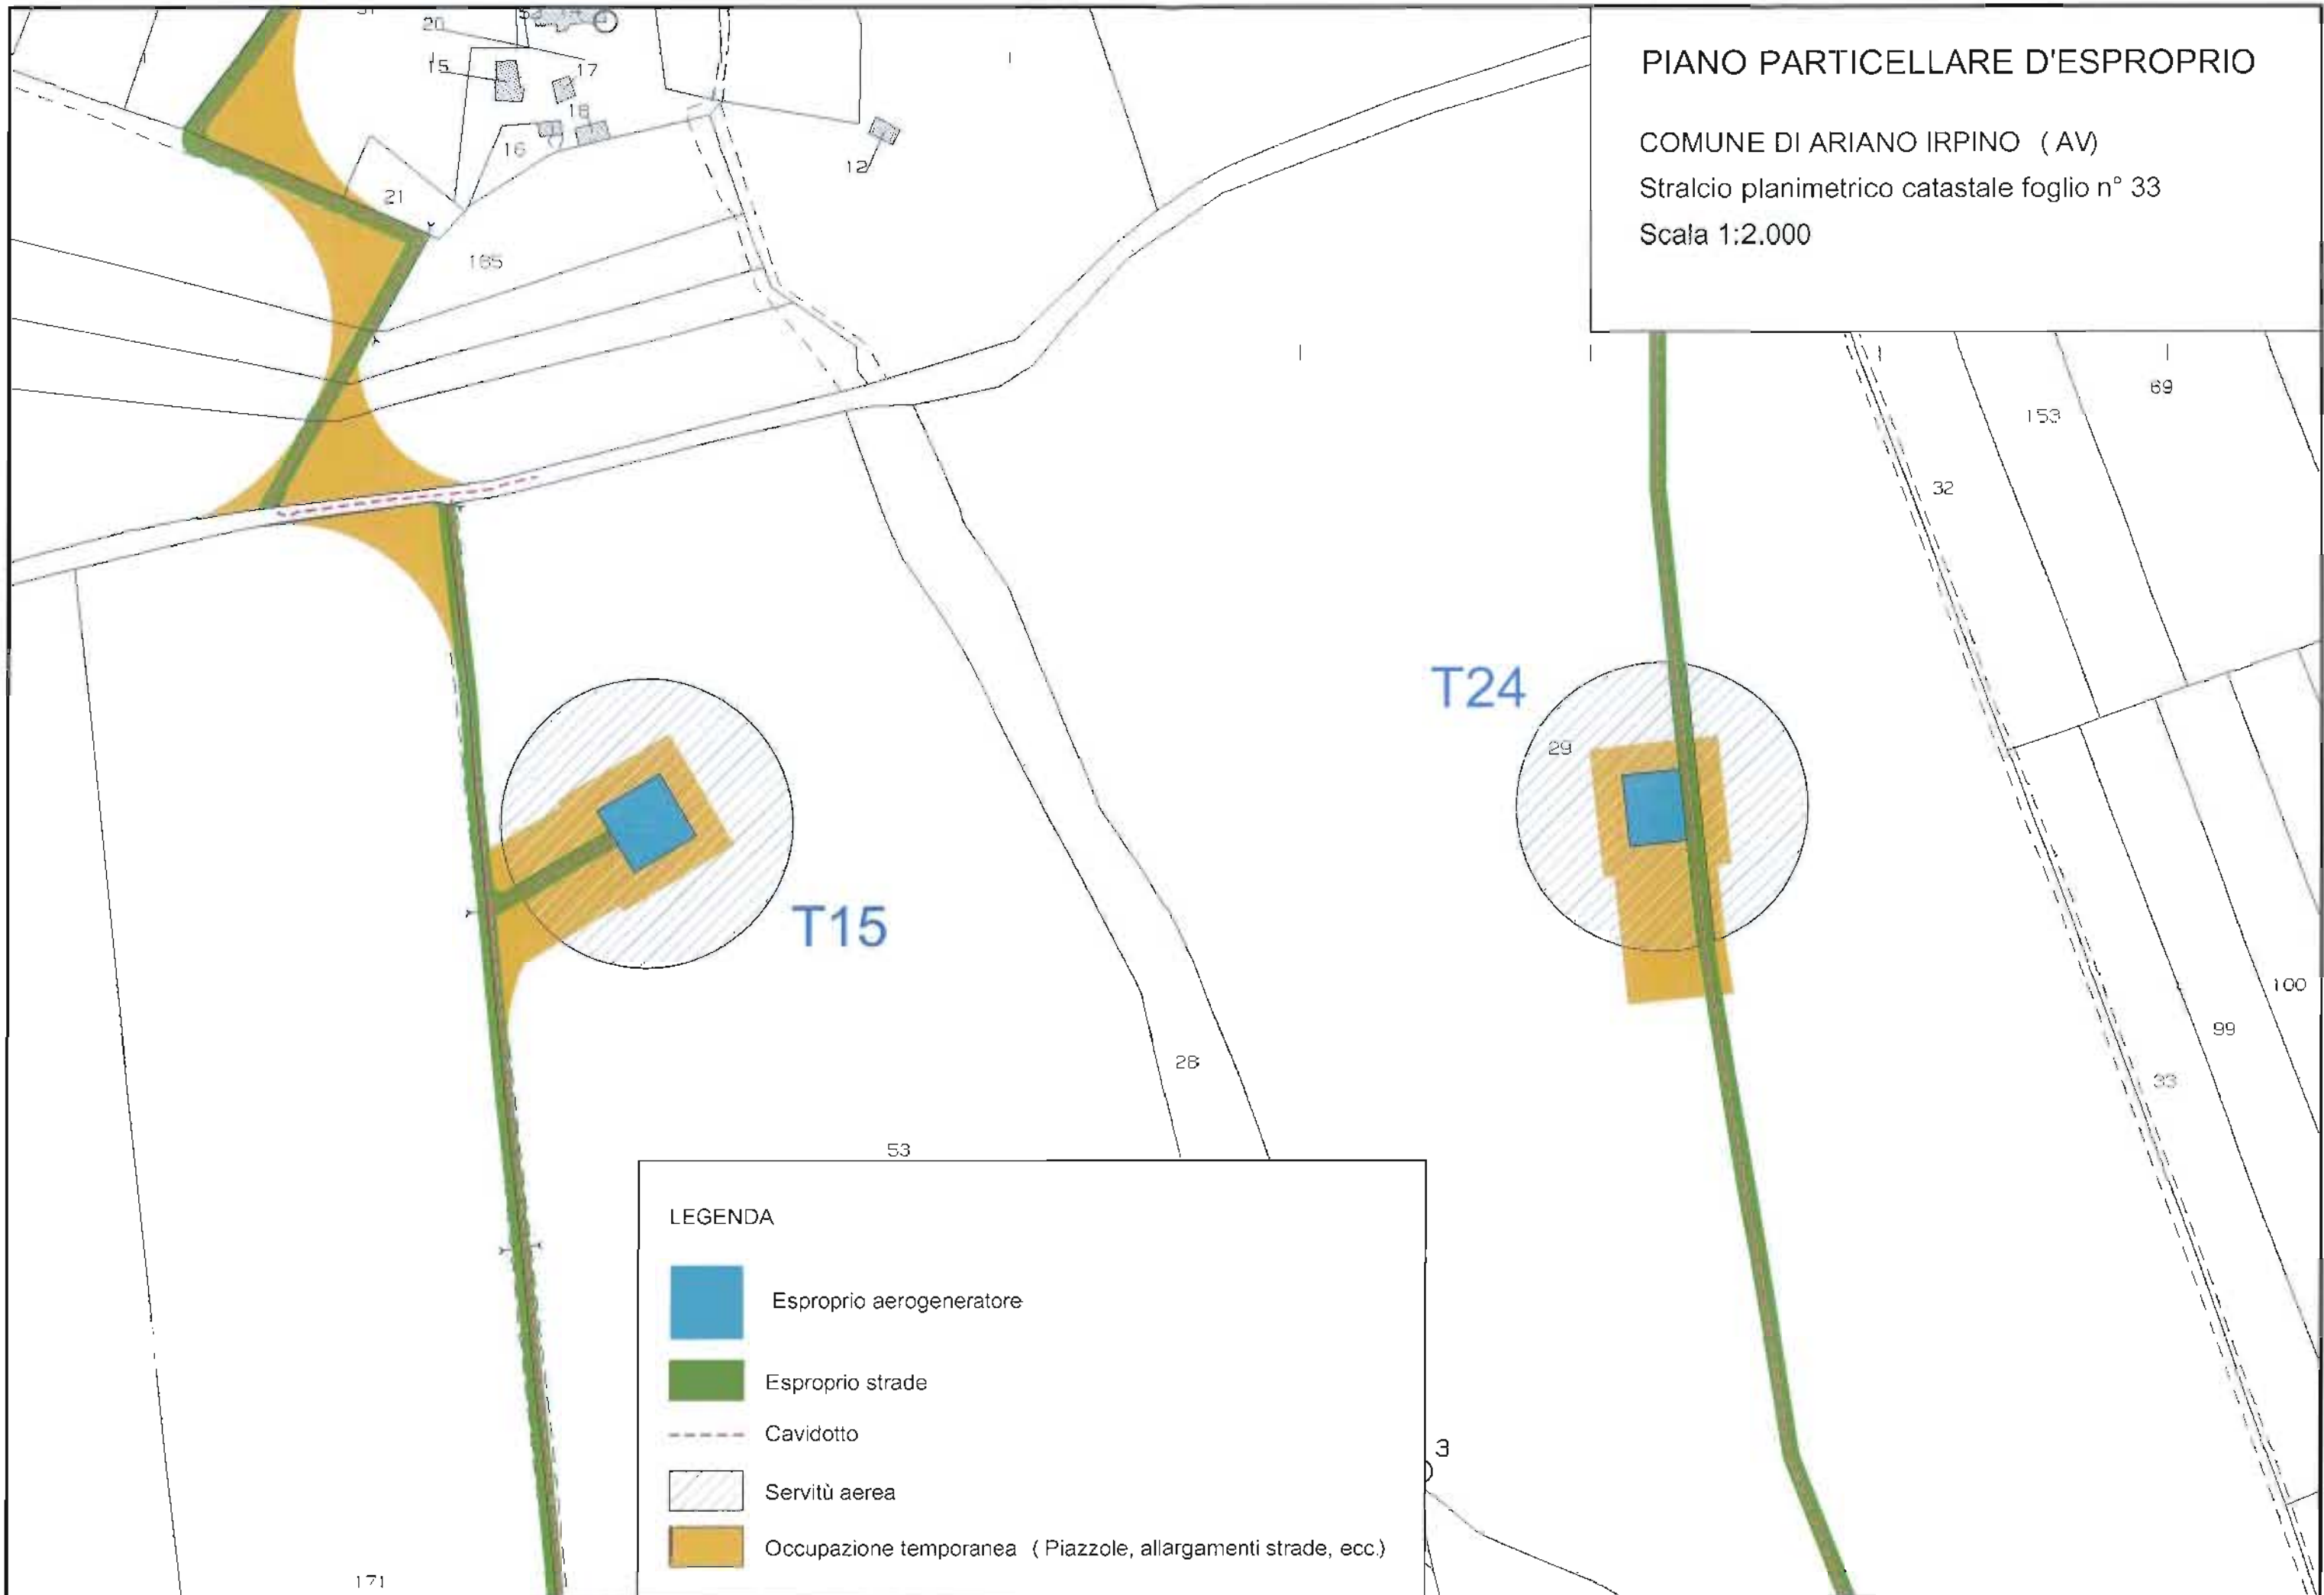 PIANO PARTICELLARE D'ESPROPRIO
COMUNE DI ARIANO IRPINO ( AV)
Stralcio planimetrico catastale foglio n° 33
Scala 1:2.000
20
15
17
18
16
12
21
165
69
153
32
T24
29
T15
100
99
28
33
53
LEGENDA
Esproprio aerogeneratore
Esproprio strade
Cavidotto
3
Servitù aerea
Occupazione temporanea ( Piazzole, allargamenti strade, ecc.)
171